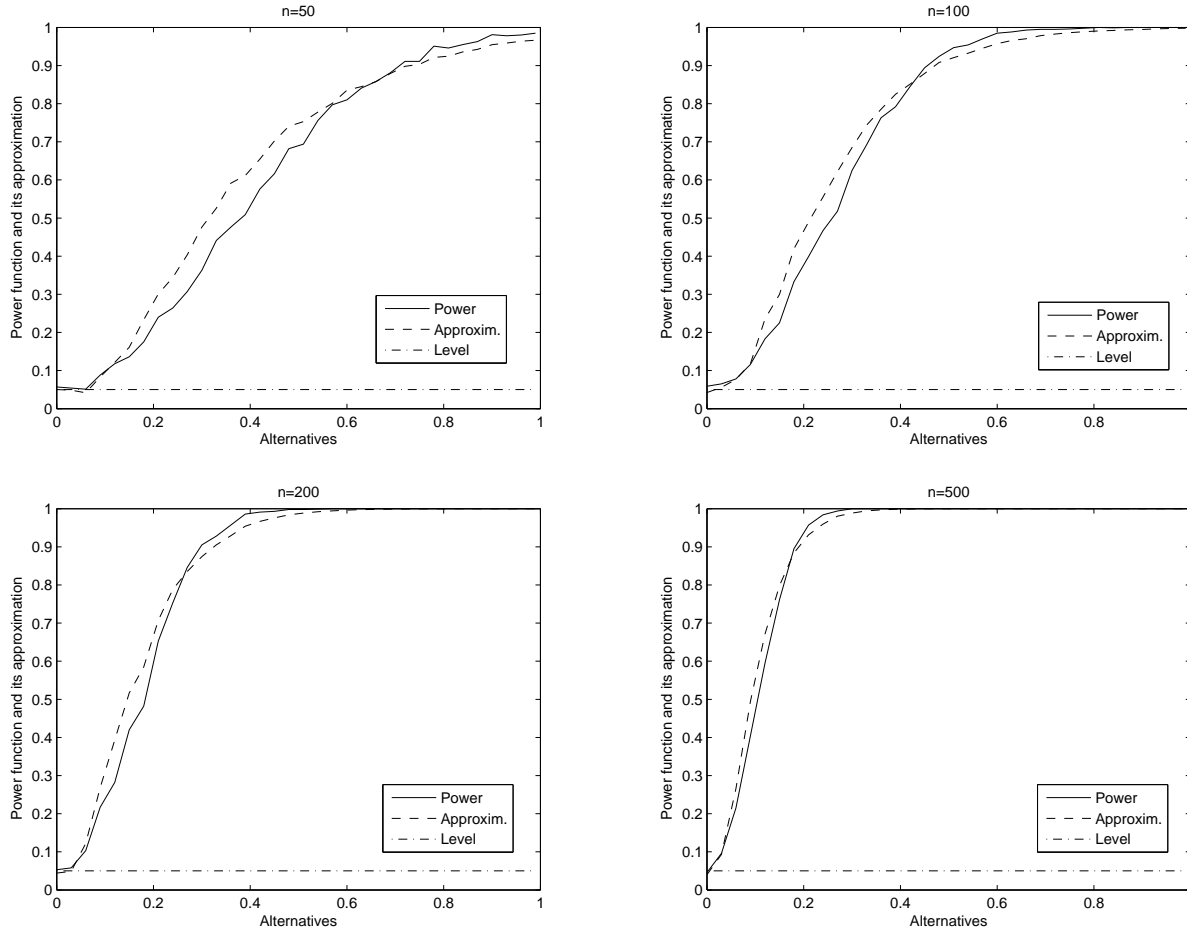 n=50
1
0.9
0.8
0.7
0.6
0.5
0.4
0.3
0.2
0.1
0
Power function and its approximation
Power
Approxim.
Level
0 0.2 0.4 0.6 0.8 1
Alternatives
n=100
1
0.9
0.8
0.7
0.6
0.5
0.4
0.3
0.2
0.1
0
Power function and its approximation
Power
Approxim.
Level
0 0.2 0.4 0.6 0.8
Alternatives
n=200
1
0.9
0.8
0.7
0.6
0.5
0.4
0.3
0.2
0.1
0
Power function and its approximation
Power
Approxim.
Level
0 0.2 0.4 0.6 0.8 1
Alternatives
n=500
1
0.9
0.8
0.7
0.6
0.5
0.4
0.3
0.2
0.1
0
Power function and its approximation
Power
Approxim.
Level
0 0.2 0.4 0.6 0.8
Alternatives